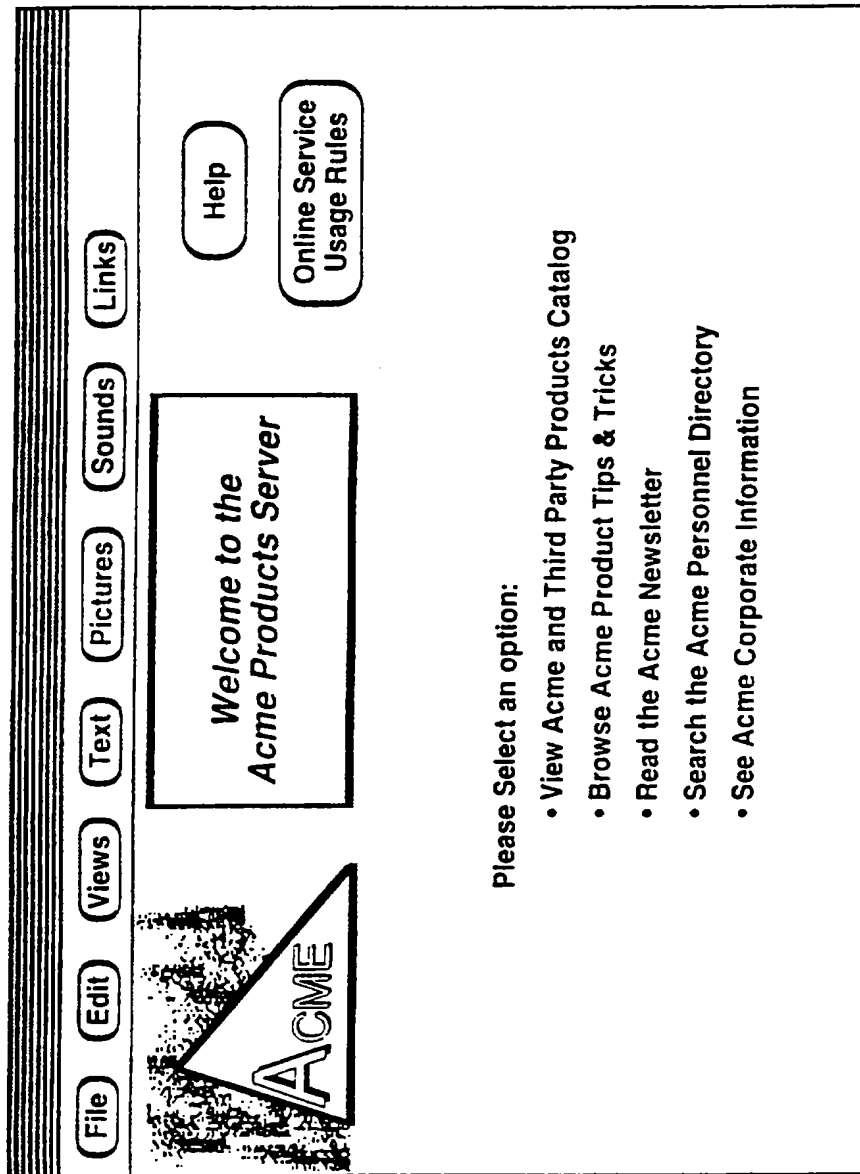 File Edit Views Text Pictures Sounds Links
ACME
Welcome to the
Acme Products Server
Help
Online Service
Usage Rules
Please Select an option:
• View Acme and Third Party Products Catalog
• Browse Acme Product Tips & Tricks
• Read the Acme Newsletter
• Search the Acme Personnel Directory
• See Acme Corporate Information